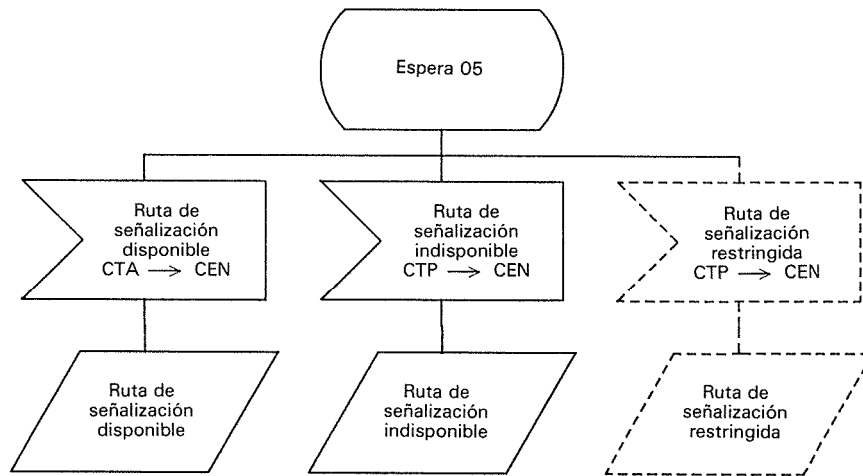 Espera 05
Ruta de
señalización
disponible
CTA → CEN
Ruta de
señalización
indisponible
CTP → CEN
Ruta de
señalización
restringida
CTP → CEN
Ruta de
señalización
disponible
Ruta de
señalización
indisponible
Ruta de
señalización
restringida